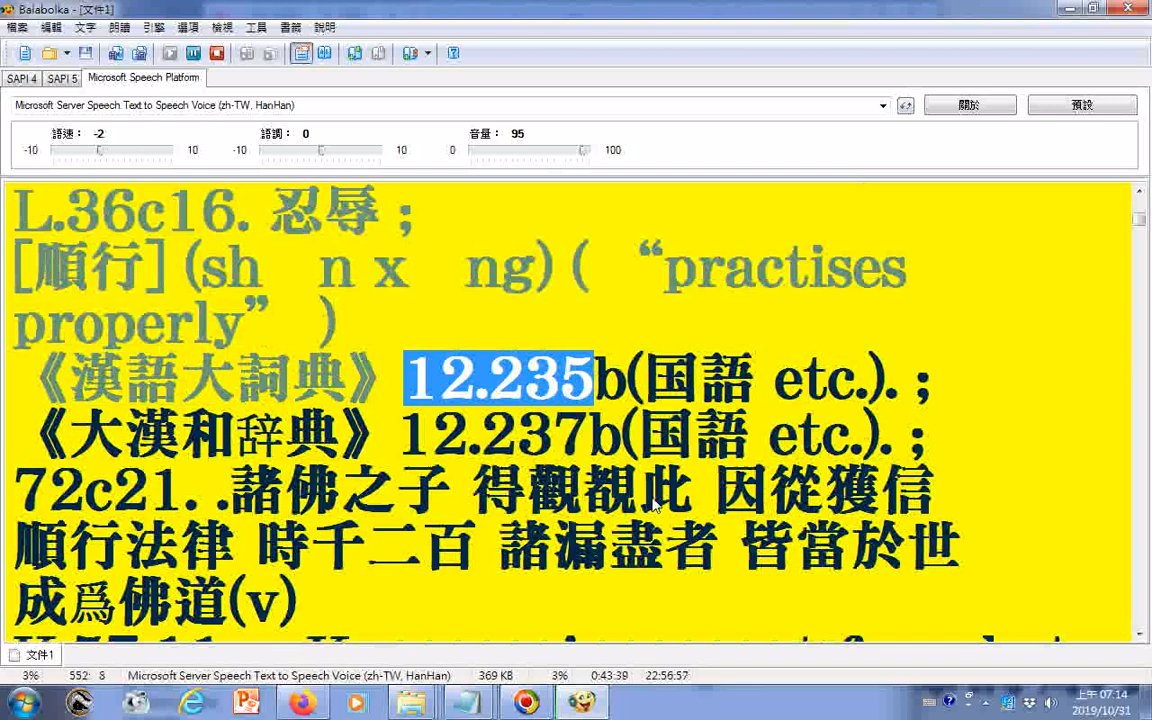 Balabolka - [文件1]
檔案 編輯 文字 朗讀 引擎 選項 檢視 工具 書籤 說明
SAPI 4 SAPI 5 Microsoft Speech Platform
Microsoft Server Speech Text to Speech Voice (zh-TW, HanHan) 關於 預設
語速： -2 語調： 0 音量： 95
-10 10 -10 10 0 100
L.36c16. 忍辱；
[順行] (sh n x ng) ( “practises
properly” )
《漢語大詞典》 12.235b(国語 etc.).；
《大漢和辞典》 12.237b(国語 etc.).；
72c21. .諸佛之子 得觀覩此 因從獲信
順行法律 時千二百 諸漏盡者 皆當於世
成爲佛道(v)
文件1
3% 552: 8 Microsoft Server Speech Text to Speech Voice (zh-TW, HanHan) 369 KB 3% 0:43:39 22:56:57
上午 07:14
2019/10/31